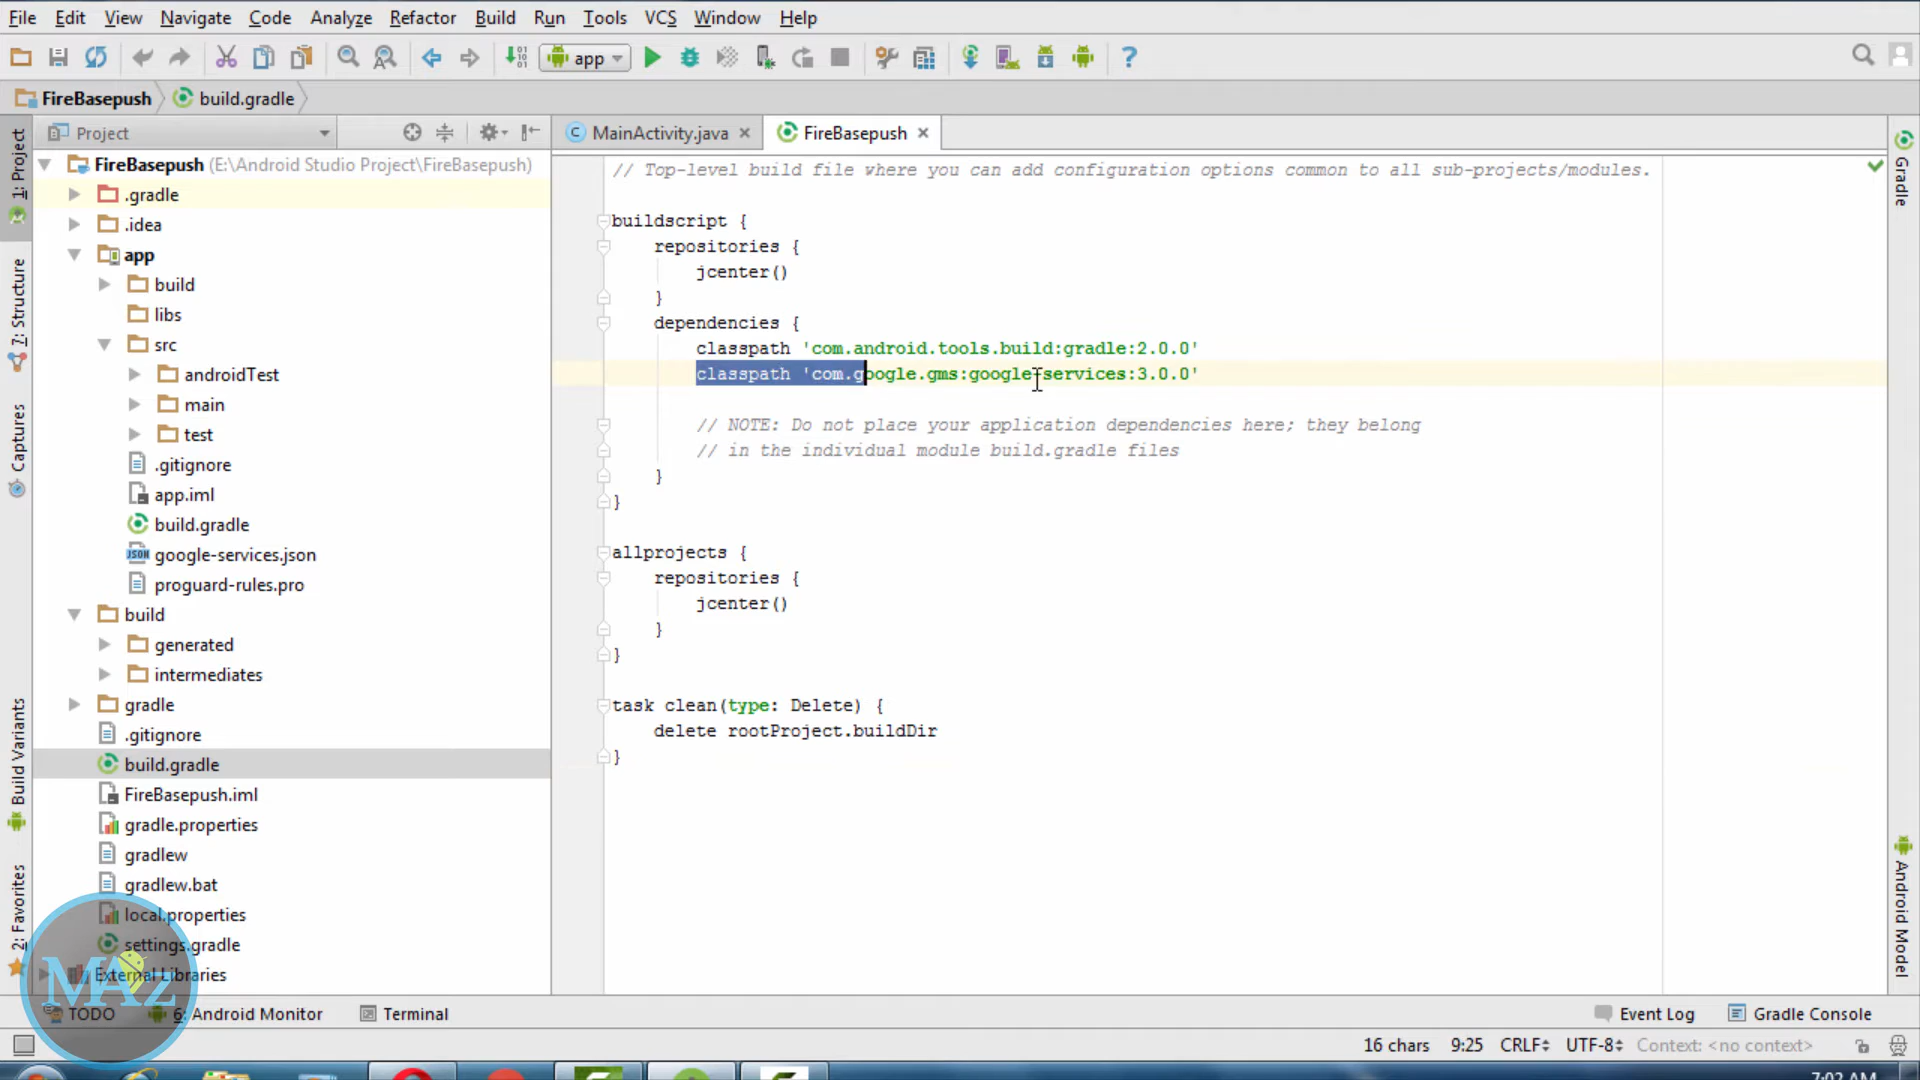 File Edit View Navigate Code Analyze Refactor Build Run Tools VCS Window Help
app
FireBasepush build.gradle
1: Project
7: Structure
Captures
Build Variants
2: Favorites
Project
FireBasepush (E:\Android Studio Project\FireBasepush)
.gradle
.idea
app
build
libs
src
androidTest
main
test
.gitignore
app.iml
build.gradle
google-services.json
proguard-rules.pro
build
generated
intermediates
gradle
.gitignore
build.gradle
FireBasepush.iml
gradle.properties
gradlew
gradlew.bat
local.properties
settings.gradle
External Libraries
MainActivity.java FireBasepush
// Top-level build file where you can add configuration options common to all sub-projects/modules.
buildscript {
repositories {
jcenter()
}
dependencies {
classpath 'com.android.tools.build:gradle:2.0.0'
classpath 'com.google.gms:google-services:3.0.0'
// NOTE: Do not place your application dependencies here; they belong
// in the individual module build.gradle files
}
}
allprojects {
repositories {
jcenter()
}
}
task clean(type: Delete) {
delete rootProject.buildDir
}
Gradle
Android Model
MAZ
TODO 6: Android Monitor Terminal Event Log Gradle Console
16 chars 9:25 CRLF UTF-8 Context: <no context>
7:02 AM